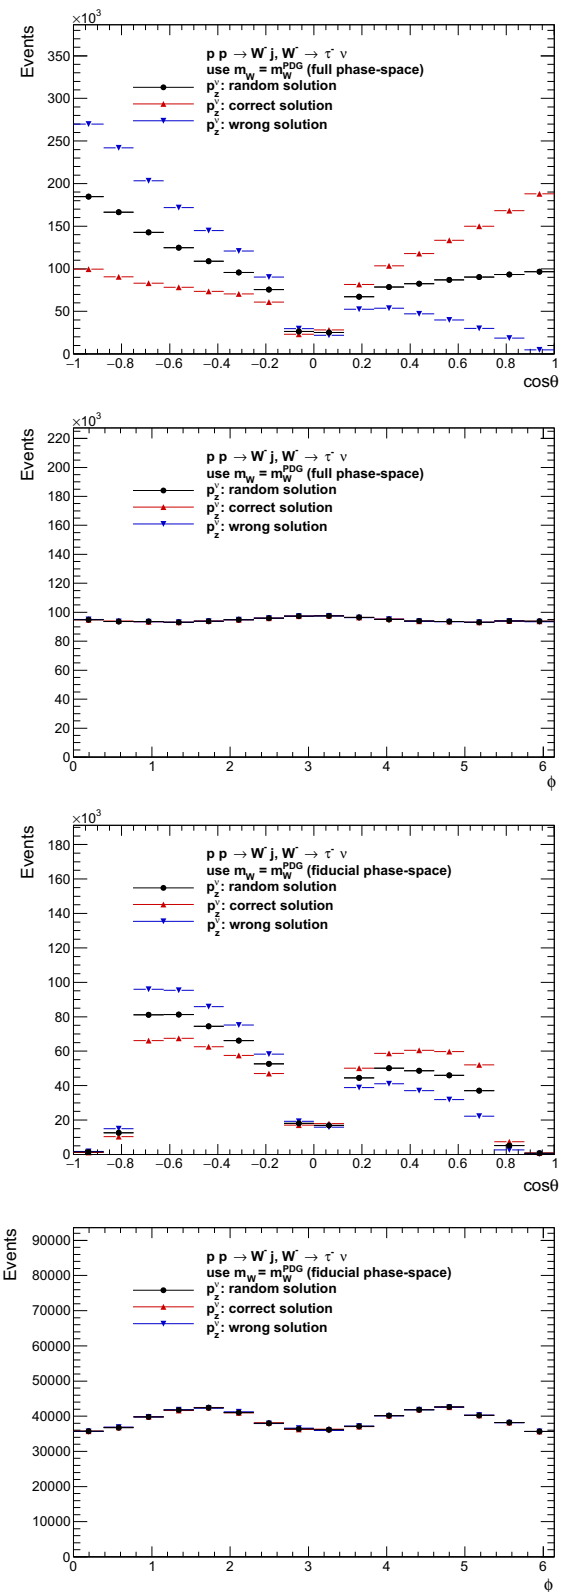 ×10³
Events
350
300
250
200
150
100
50
0
p p → W⁻ j, W⁻ → τ⁻ ν
use m_W = m_W^PDG (full phase-space)
p_z^ν: random solution
p_z^ν: correct solution
p_z^ν: wrong solution
−1 −0.8 −0.6 −0.4 −0.2 0 0.2 0.4 0.6 0.8 1
cosθ
×10³
Events
220
200
180
160
140
120
100
80
60
40
20
0
p p → W⁻ j, W⁻ → τ⁻ ν
use m_W = m_W^PDG (full phase-space)
p_z^ν: random solution
p_z^ν: correct solution
p_z^ν: wrong solution
0 1 2 3 4 5 6
ϕ
×10³
Events
180
160
140
120
100
80
60
40
20
0
p p → W⁻ j, W⁻ → τ⁻ ν
use m_W = m_W^PDG (fiducial phase-space)
p_z^ν: random solution
p_z^ν: correct solution
p_z^ν: wrong solution
−1 −0.8 −0.6 −0.4 −0.2 0 0.2 0.4 0.6 0.8 1
cosθ
Events
90000
80000
70000
60000
50000
40000
30000
20000
10000
0
p p → W⁻ j, W⁻ → τ⁻ ν
use m_W = m_W^PDG (fiducial phase-space)
p_z^ν: random solution
p_z^ν: correct solution
p_z^ν: wrong solution
0 1 2 3 4 5 6
ϕ